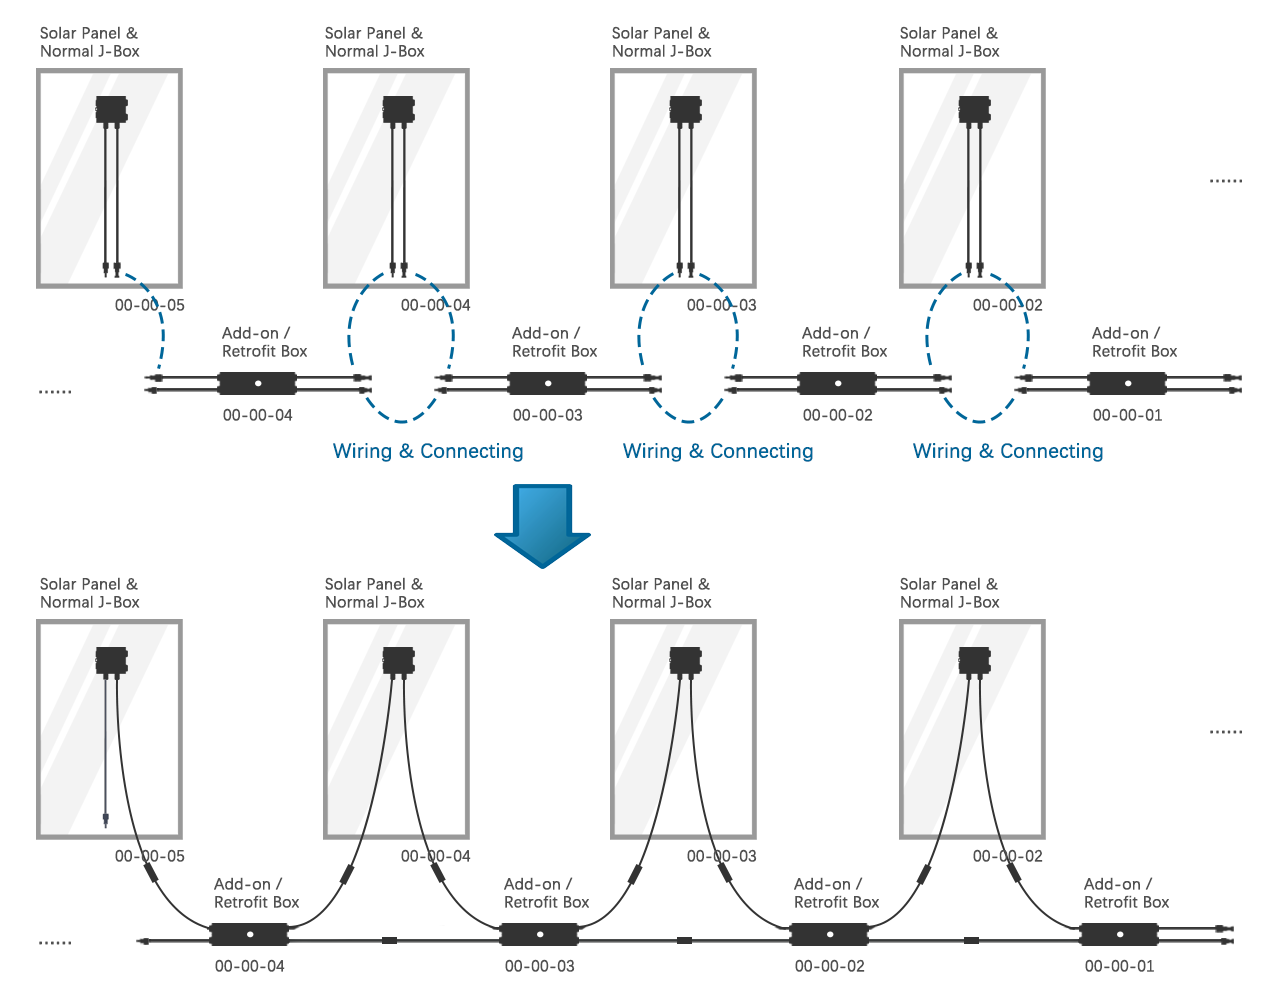 Solar Panel &
Normal J-Box
Solar Panel &
Normal J-Box
Solar Panel &
Normal J-Box
Solar Panel &
Normal J-Box
......
00-00-05
00-00-04
00-00-03
00-00-02
Add-on /
Retrofit Box
Add-on /
Retrofit Box
Add-on /
Retrofit Box
Add-on /
Retrofit Box
......
00-00-04
00-00-03
00-00-02
00-00-01
Wiring & Connecting
Wiring & Connecting
Wiring & Connecting
Solar Panel &
Normal J-Box
Solar Panel &
Normal J-Box
Solar Panel &
Normal J-Box
Solar Panel &
Normal J-Box
......
00-00-05
00-00-04
00-00-03
00-00-02
Add-on /
Retrofit Box
Add-on /
Retrofit Box
Add-on /
Retrofit Box
Add-on /
Retrofit Box
......
00-00-04
00-00-03
00-00-02
00-00-01